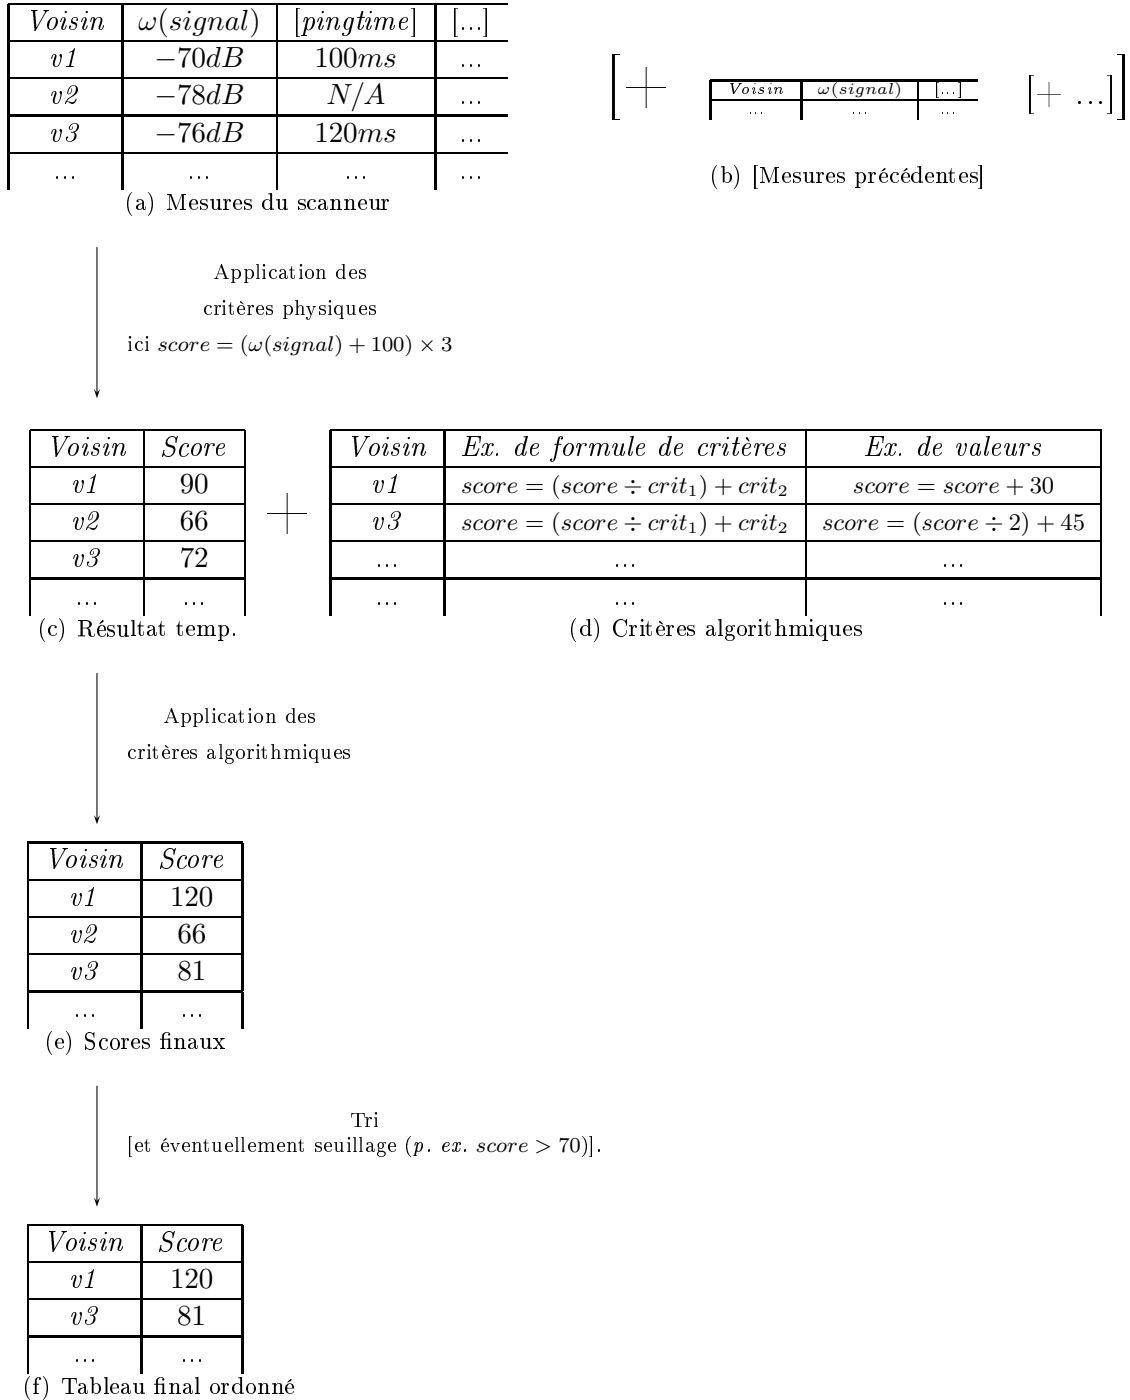 Voisin ω(signal) [pingtime] [...]
v1 −70dB 100ms ...
v2 −78dB N/A ...
v3 −76dB 120ms ...
... ... ... ...
(a) Mesures du scanneur
[+ Voisin ω(signal) [...] [+ ...]]
... ... ...
(b) [Mesures précédentes]
Application des
critères physiques
ici score = (ω(signal) + 100) × 3
Voisin Score
v1 90
v2 66
v3 72
... ...
(c) Résultat temp.
+
Voisin Ex. de formule de critères Ex. de valeurs
v1 score = (score ÷ crit₁) + crit₂ score = score + 30
v3 score = (score ÷ crit₁) + crit₂ score = (score ÷ 2) + 45
... ... ...
... ... ...
(d) Critères algorithmiques
Application des
critères algorithmiques
Voisin Score
v1 120
v2 66
v3 81
... ...
(e) Scores finaux
Tri
[et éventuellement seuillage (p. ex. score > 70)].
Voisin Score
v1 120
v3 81
... ...
(f) Tableau final ordonné